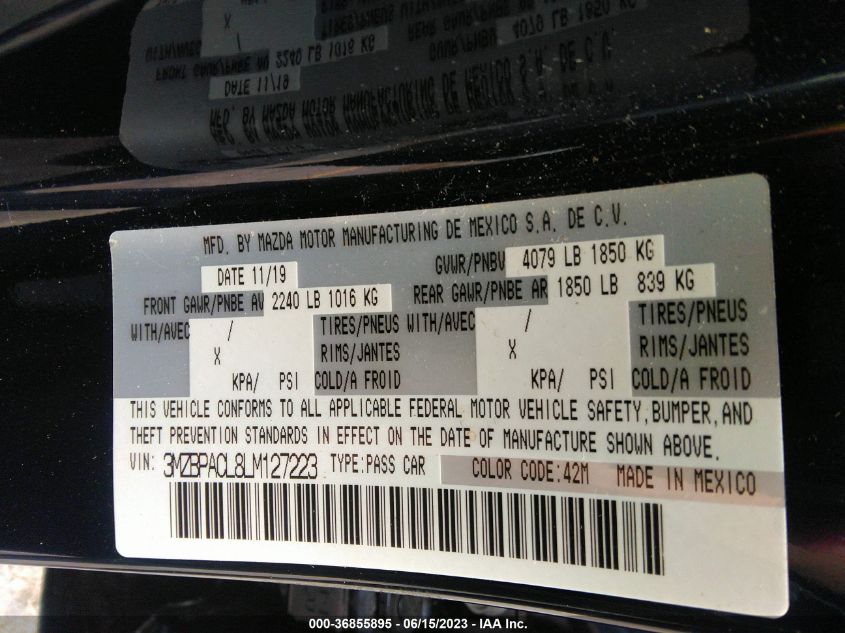 MFD. BY MAZDA MOTOR MANUFACTURING DE MEXICO S.A. DE C.V.
DATE 11/19 GVWR/PNBV 4079 LB 1850 KG
FRONT GAWR/PNBE AV 2240 LB 1016 KG REAR GAWR/PNBE AR 1850 LB 839 KG
WITH/AVEC / TIRES/PNEUS WITH/AVEC / TIRES/PNEUS
X RIMS/JANTES X RIMS/JANTES
KPA/ PSI COLD/A FROID KPA/ PSI COLD/A FROID
THIS VEHICLE CONFORMS TO ALL APPLICABLE FEDERAL MOTOR VEHICLE SAFETY, BUMPER, AND
THEFT PREVENTION STANDARDS IN EFFECT ON THE DATE OF MANUFACTURE SHOWN ABOVE.
VIN: 3MZBPACL8LM127223 TYPE:PASS CAR COLOR CODE:42M MADE IN MEXICO
000-36855895 - 06/15/2023 - IAA Inc.